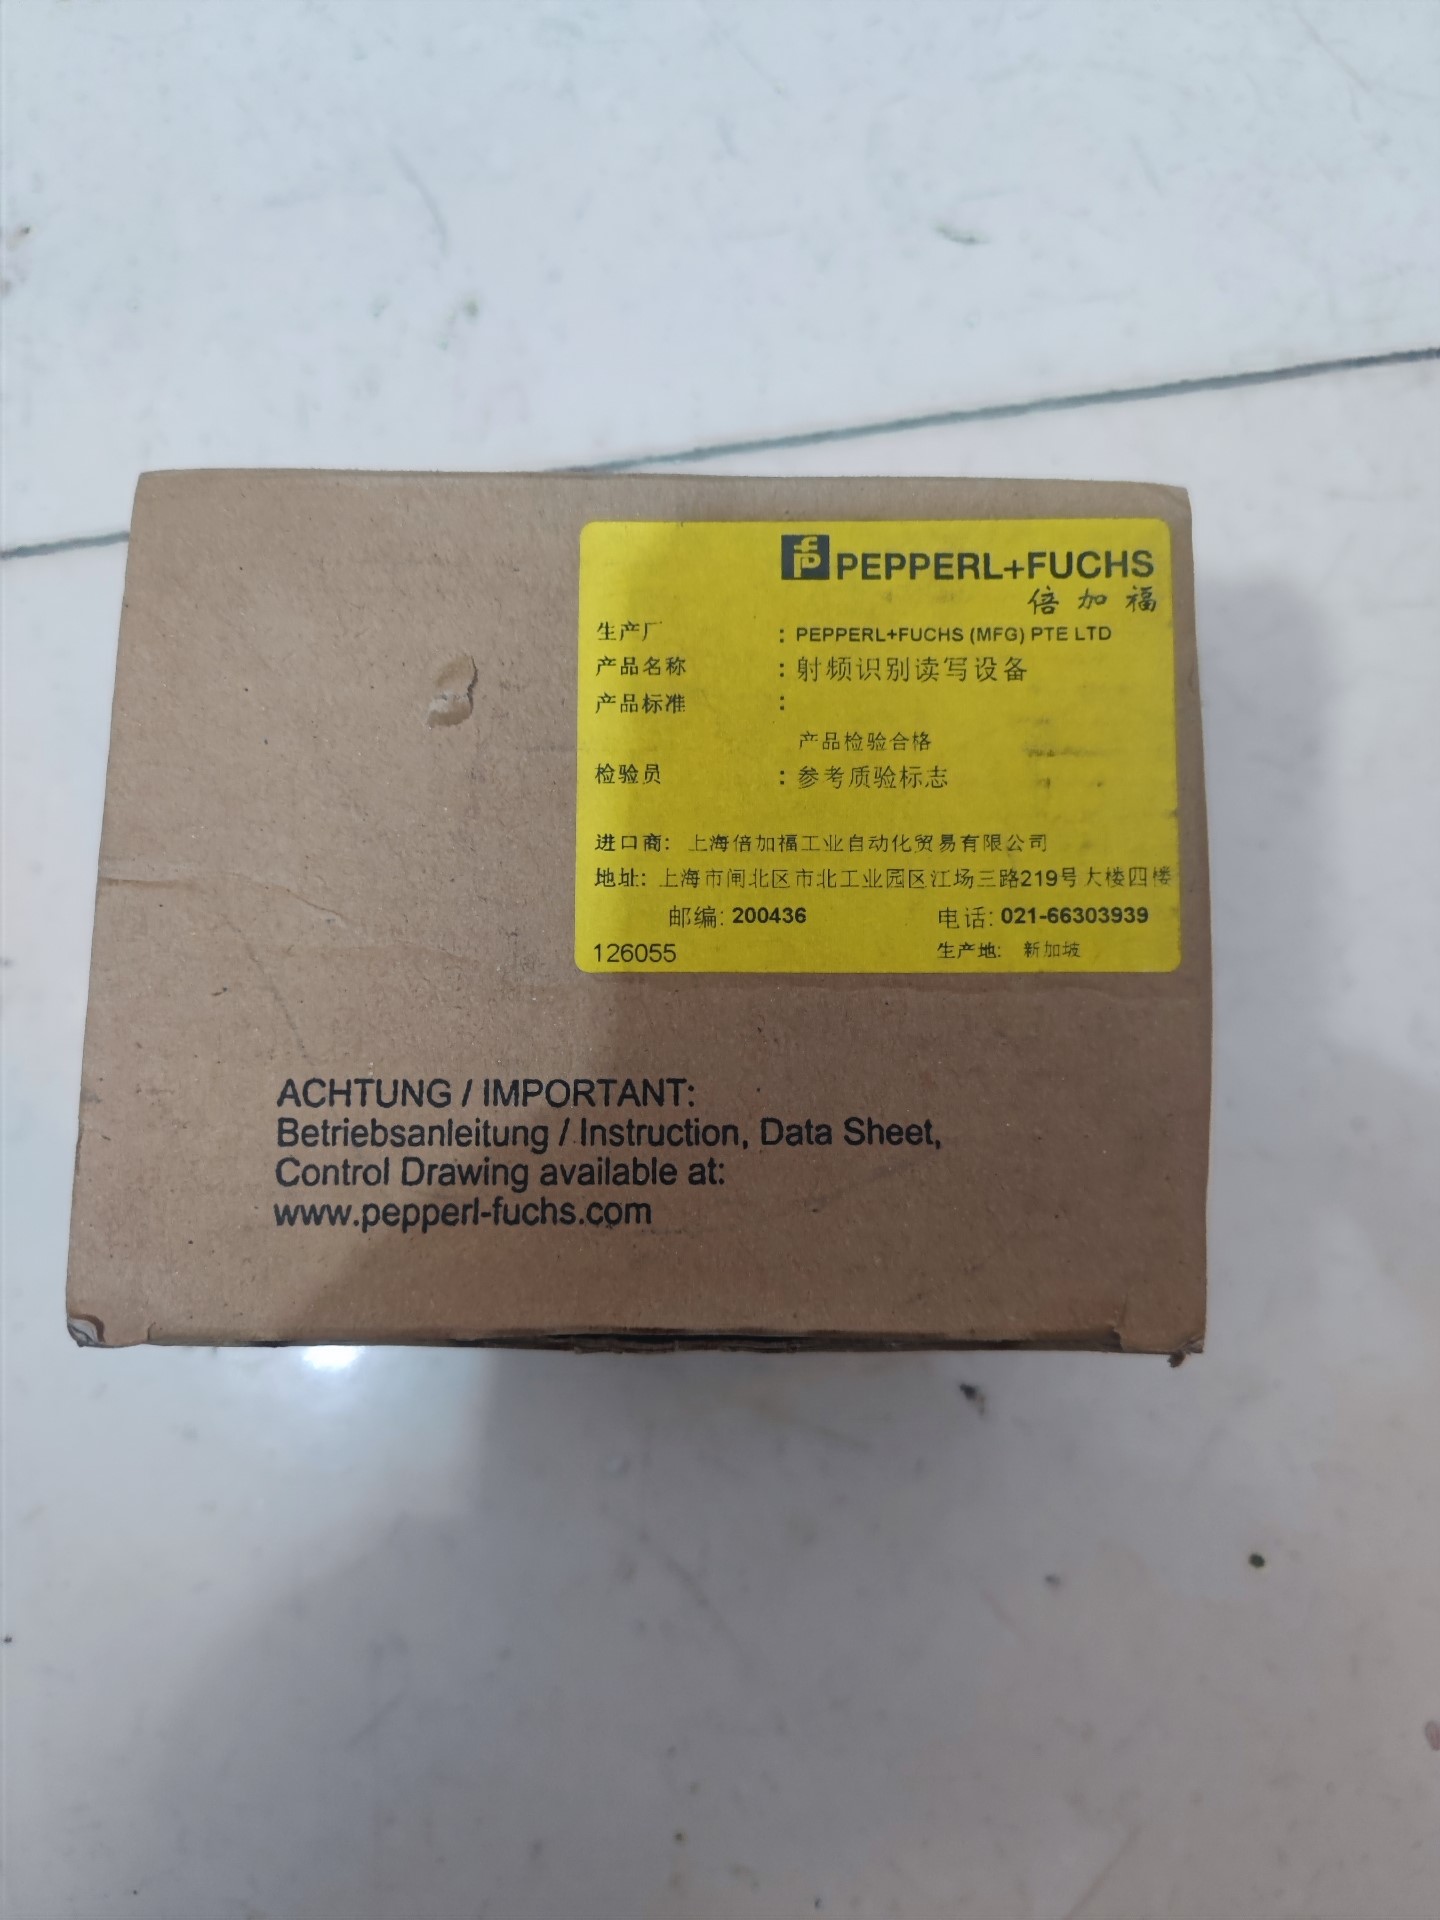 PEPPERL+FUCHS
倍加福
生产厂 : PEPPERL+FUCHS (MFG) PTE LTD
产品名称 : 射频识别读写设备
产品标准 :
产品检验合格
检验员 : 参考质验标志
进口商: 上海倍加福工业自动化贸易有限公司
地址: 上海市闸北区市北工业园区江场三路219号大楼四楼
邮编: 200436 电话: 021-66303939
126055 生产地: 新加坡
ACHTUNG / IMPORTANT:
Betriebsanleitung / Instruction, Data Sheet,
Control Drawing available at:
www.pepperl-fuchs.com